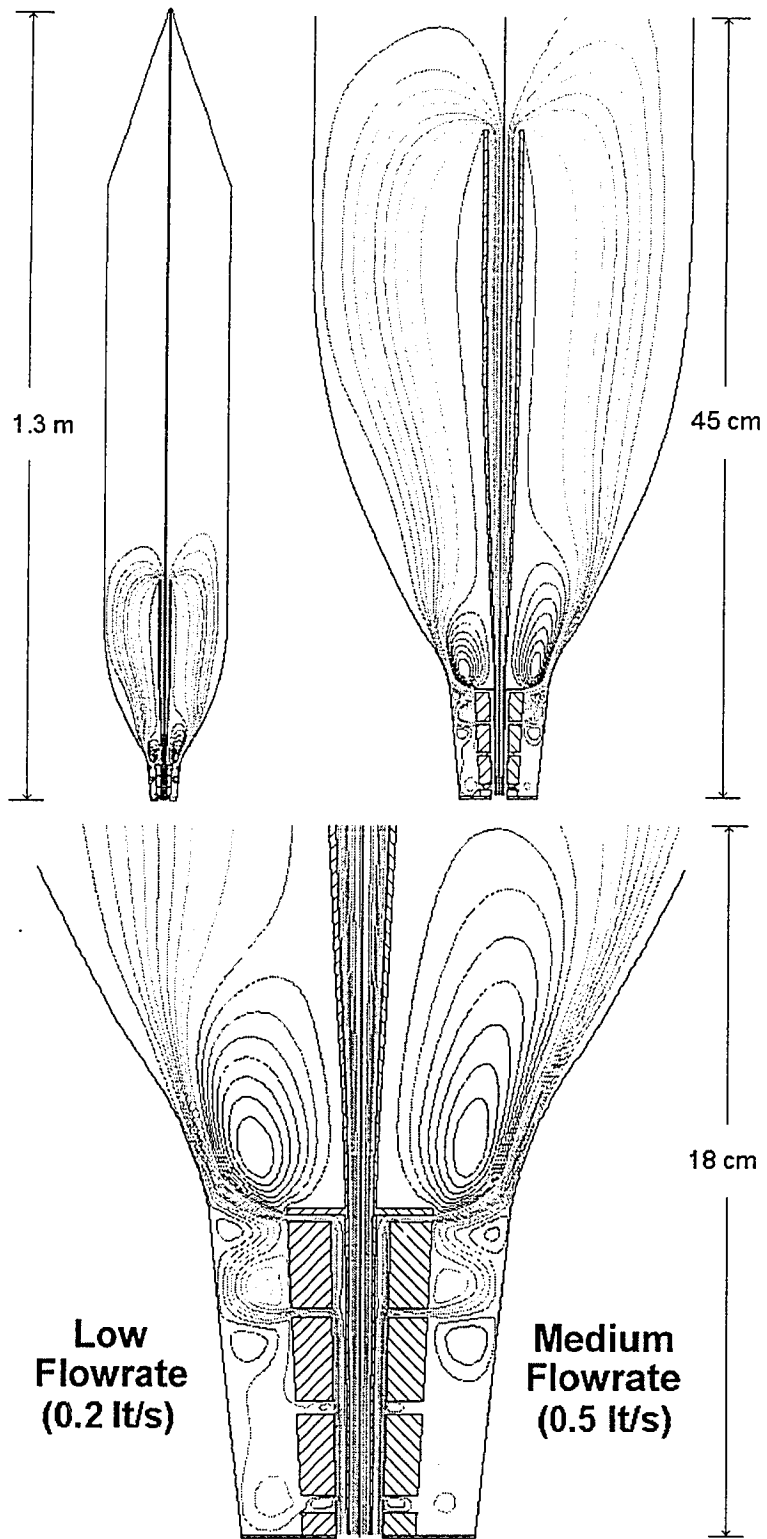 1.3 m
45 cm
18 cm
Low
Flowrate
(0.2 lt/s)
Medium
Flowrate
(0.5 lt/s)